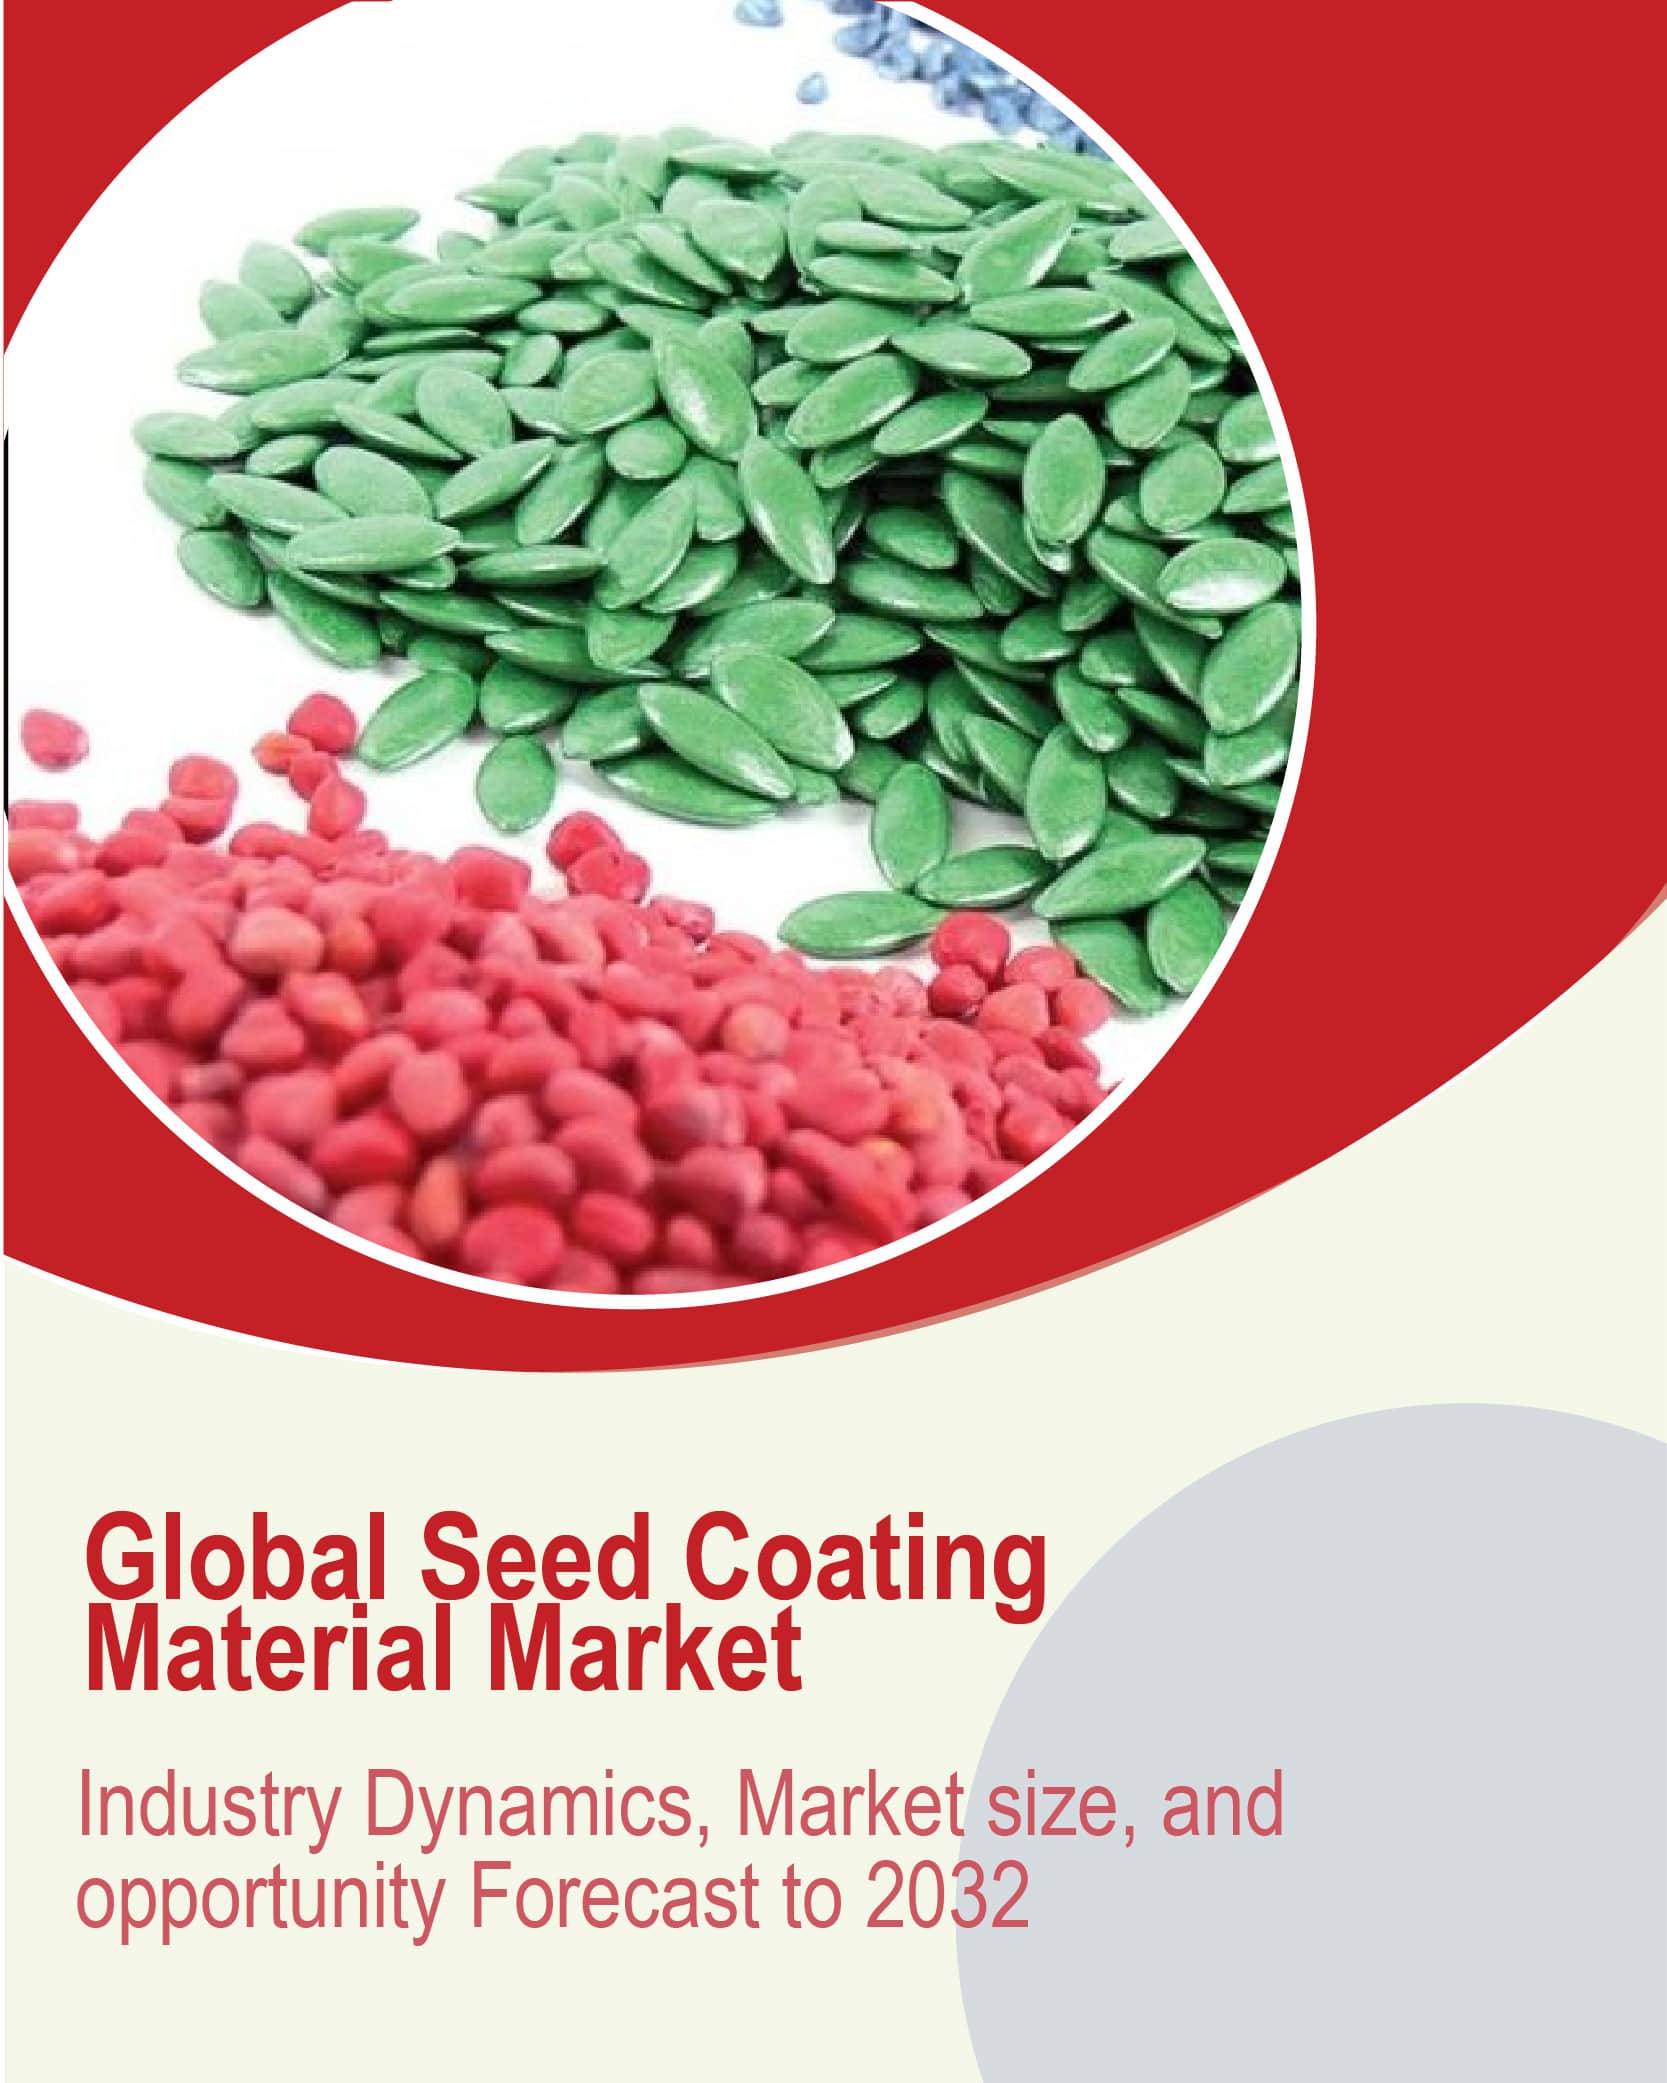 Global Seed Coating
Material Market
Industry Dynamics, Market size, and
opportunity Forecast to 2032